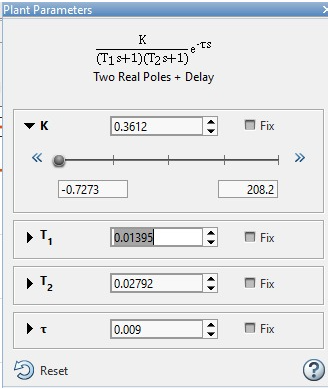 Plant Parameters
K
(T₁s+1)(T₂s+1) e^-τs
Two Real Poles + Delay
K 0.3612 Fix
-0.7273 208.2
T₁ 0.01395 Fix
T₂ 0.02792 Fix
τ 0.009 Fix
Reset ?